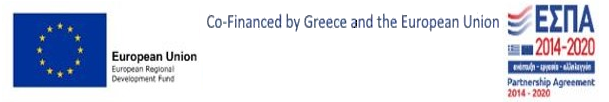 Co-Financed by Greece and the European Union
European Union
European Regional
Development Fund
ΕΣΠΑ
2014-2020
ανάπτυξη - εργασία - αλληλεγγύη
Partnership Agreement
2014 - 2020